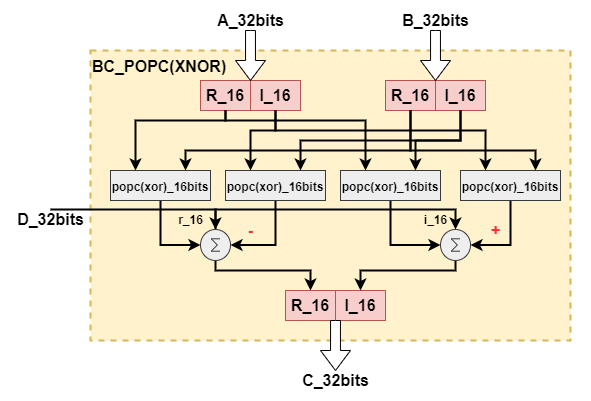 A_32bits
B_32bits
BC_POPC(XNOR)
R_16
I_16
R_16
I_16
popc(xor)_16bits
popc(xor)_16bits
popc(xor)_16bits
popc(xor)_16bits
D_32bits
r_16
i_16
-
+
Σ
Σ
R_16
I_16
C_32bits